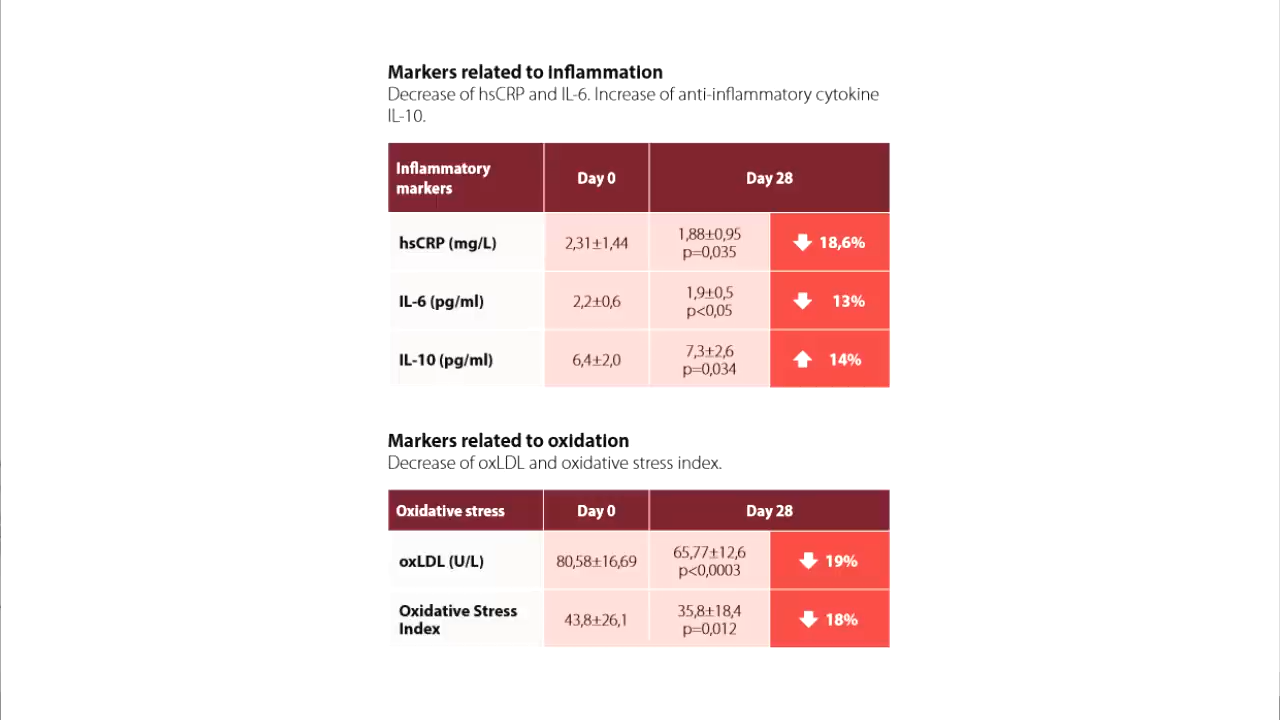 Markers related to inflammation
Decrease of hsCRP and IL-6. Increase of anti-inflammatory cytokine
IL-10.
Inflammatory
markers
Day 0
Day 28
hsCRP (mg/L)
2,31±1,44
1,88±0,95
p=0,035
18,6%
IL-6 (pg/ml)
2,2±0,6
1,9±0,5
p<0,05
13%
IL-10 (pg/ml)
6,4±2,0
7,3±2,6
p=0,034
14%
Markers related to oxidation
Decrease of oxLDL and oxidative stress index.
Oxidative stress
Day 0
Day 28
oxLDL (U/L)
80,58±16,69
65,77±12,6
p<0,0003
19%
Oxidative Stress
Index
43,8±26,1
35,8±18,4
p=0,012
18%